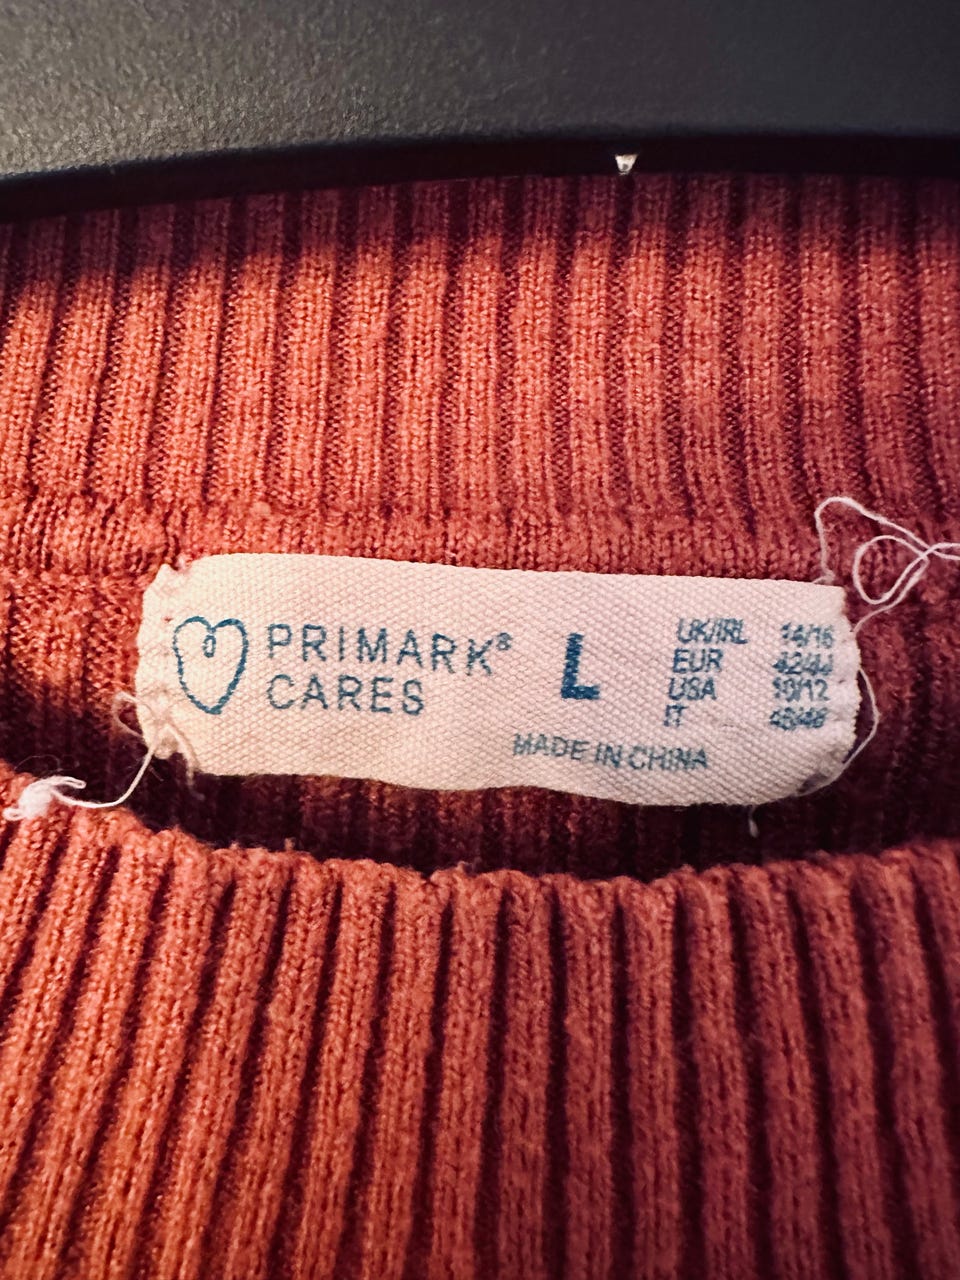 PRIMARK®
CARES
L
UK/IRL 14/16
EUR 42/44
USA 10/12
IT 46/48
MADE IN CHINA